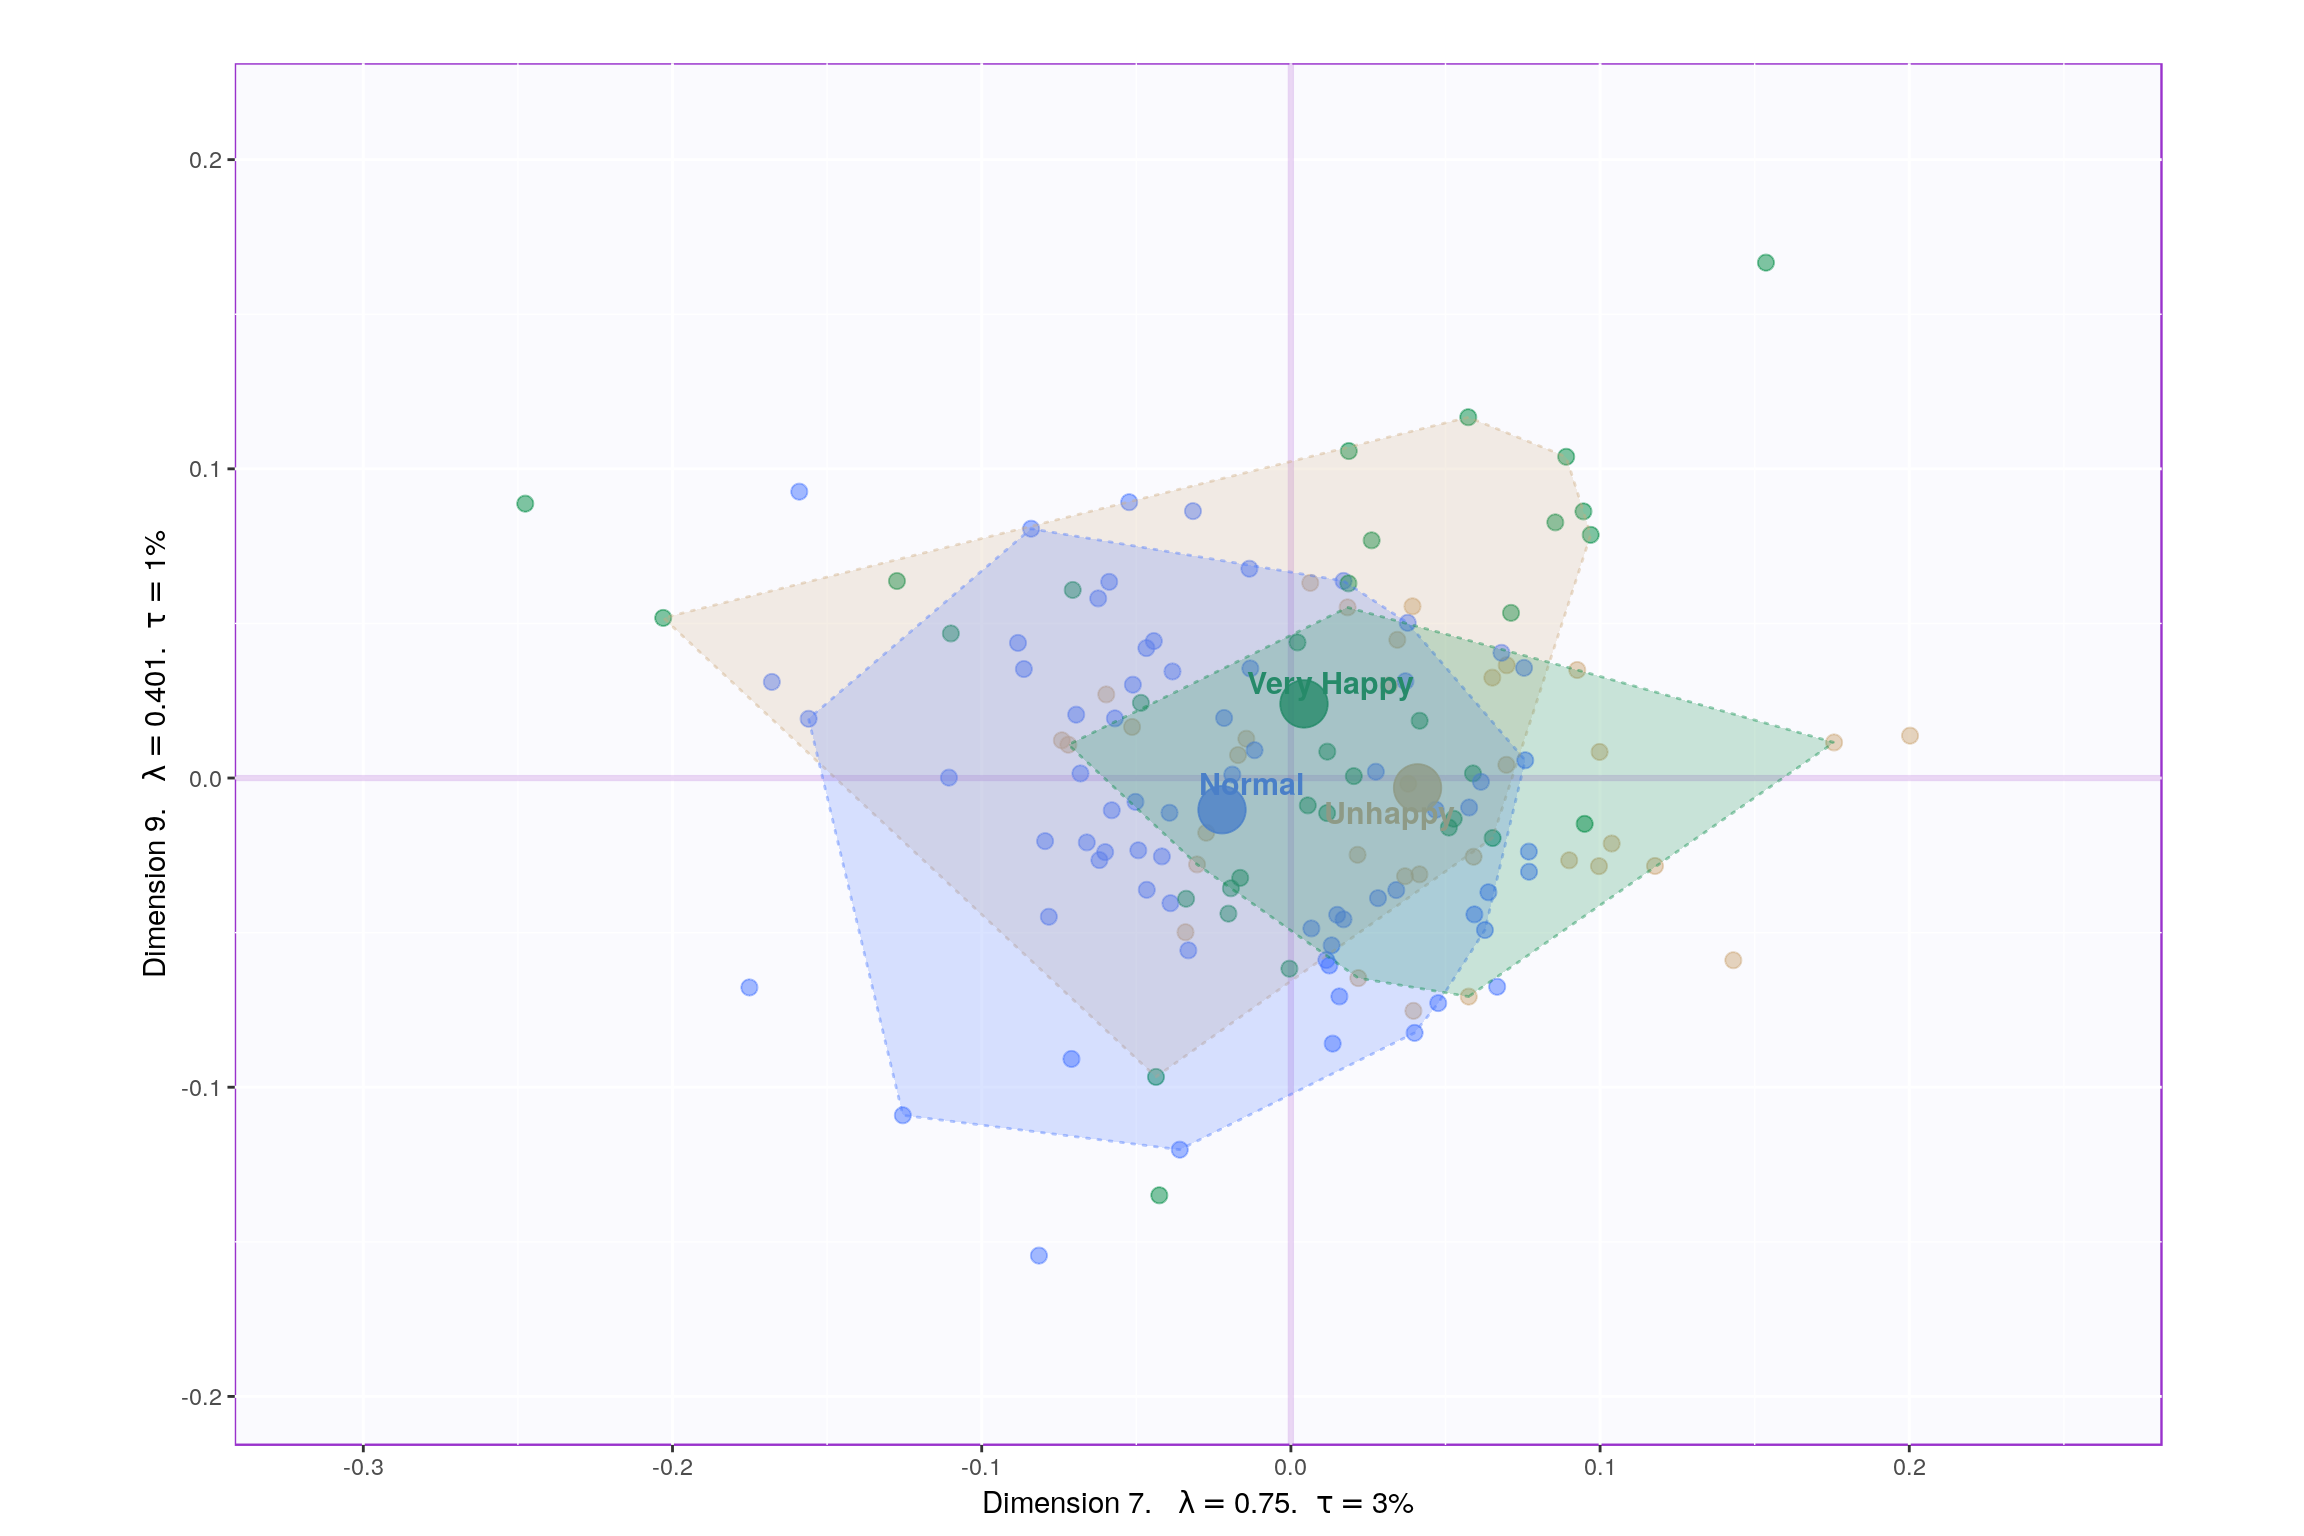 0.2
0.1
0.0
-0.1
-0.2
Dimension 9.   λ = 0.401.  τ = 1%
Very Happy
Normal
Unhappy
-0.3
-0.2
-0.1
0.0
0.1
0.2
Dimension 7.   λ = 0.75.  τ = 3%